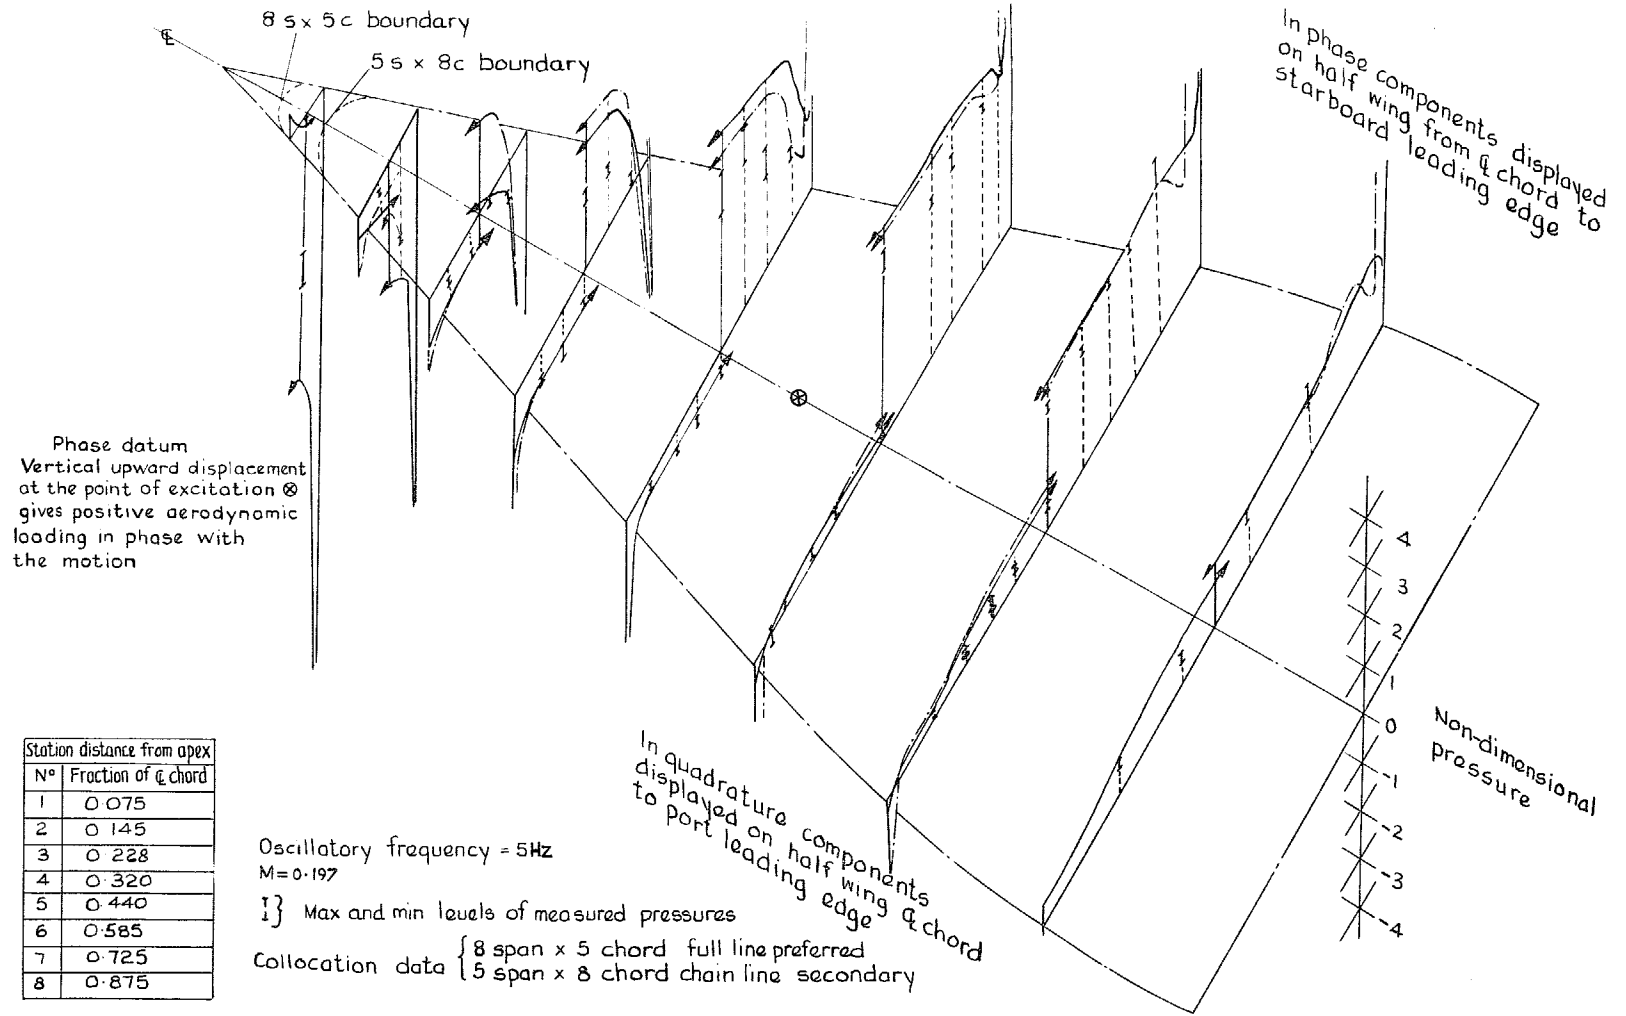 8 s x 5 c boundary
℄
5 s x 8c boundary
In phase components displayed
on half wing from ℄ chord to
starboard leading edge
Phase datum
Vertical upward displacement
at the point of excitation ⊗
gives positive aerodynamic
loading in phase with
the motion
⊗
4
3
2
1
0
-1
-2
-3
-4
Non-dimensional
pressure
In quadrature components
displayed on half wing ℄ chord
to Port leading edge
Station distance from apex
Nº Fraction of ℄ chord
1 0·075
2 0 145
3 0 228
4 0·320
5 0·440
6 0·585
7 0·725
8 0·875
Oscillatory frequency = 5Hz
M=0·197
I} Max and min levels of measured pressures
Collocation data { 8 span x 5 chord full line preferred
5 span x 8 chord chain line secondary